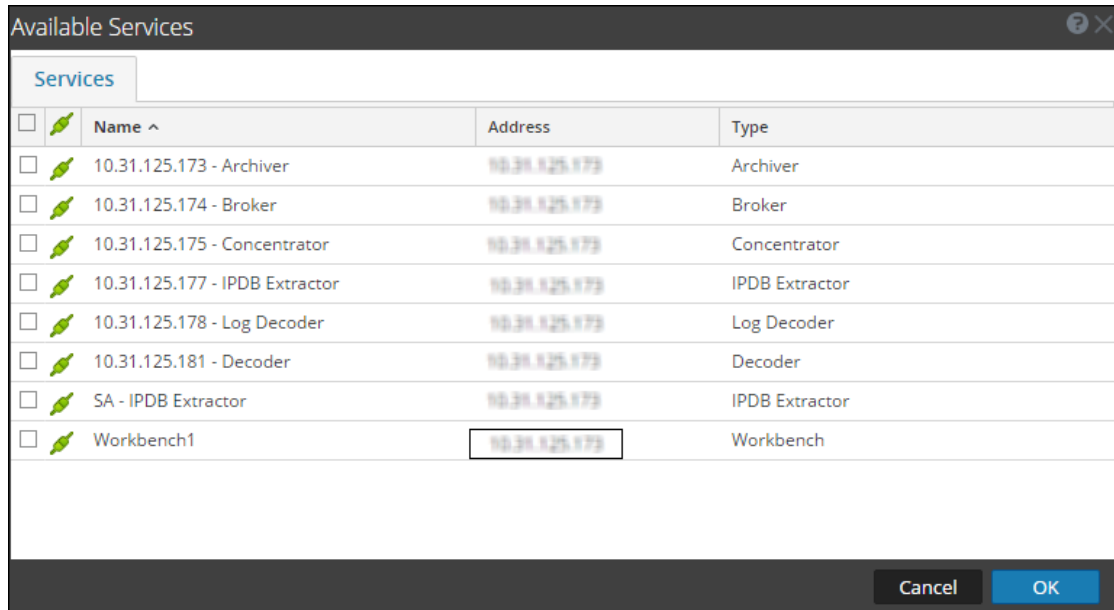 Available Services
Services
Name Address Type
10.31.125.173 - Archiver Archiver
10.31.125.174 - Broker Broker
10.31.125.175 - Concentrator Concentrator
10.31.125.177 - IPDB Extractor IPDB Extractor
10.31.125.178 - Log Decoder Log Decoder
10.31.125.181 - Decoder Decoder
SA - IPDB Extractor IPDB Extractor
Workbench1 Workbench
Cancel OK